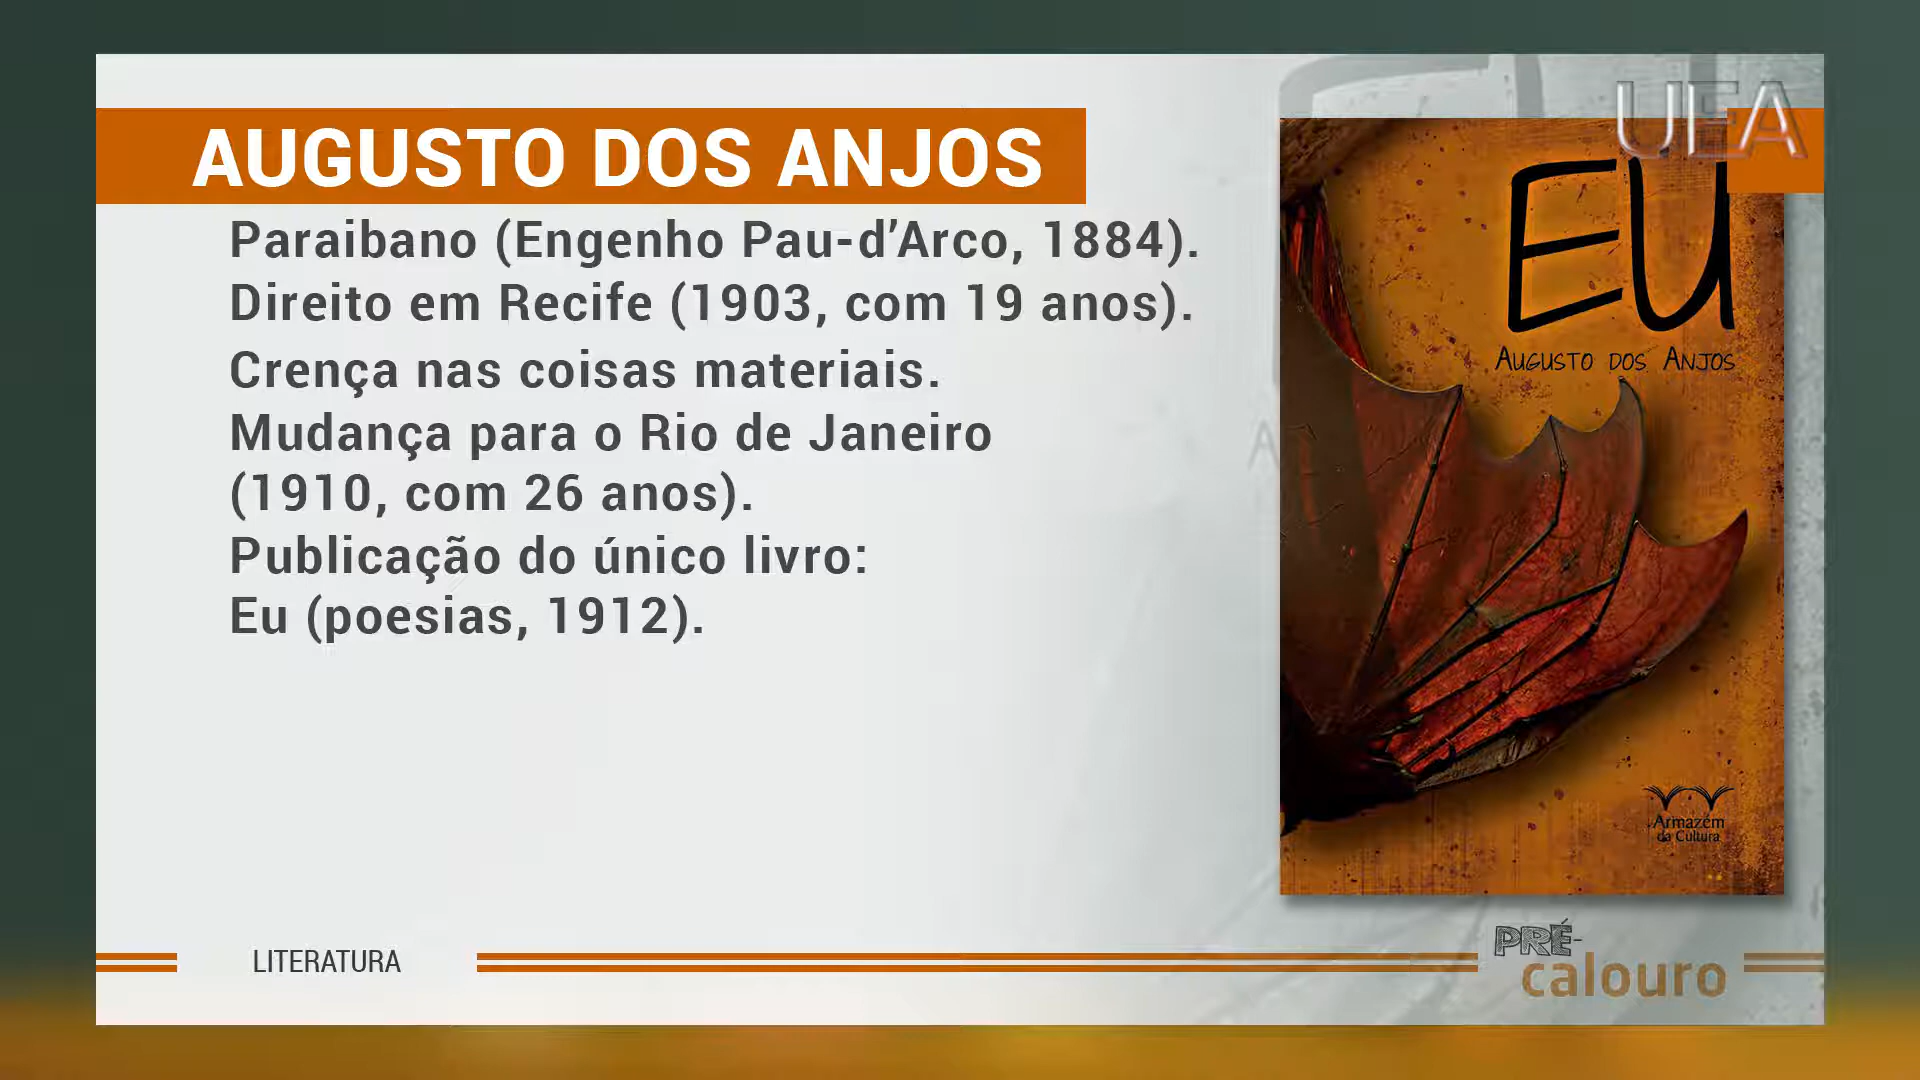 UEA
AUGUSTO DOS ANJOS
Paraibano (Engenho Pau-d’Arco, 1884).
Direito em Recife (1903, com 19 anos).
Crença nas coisas materiais.
Mudança para o Rio de Janeiro
(1910, com 26 anos).
Publicação do único livro:
Eu (poesias, 1912).
EU
AUGUSTO DOS ANJOS
Armazém
da Cultura
LITERATURA
PRÉ-
calouro